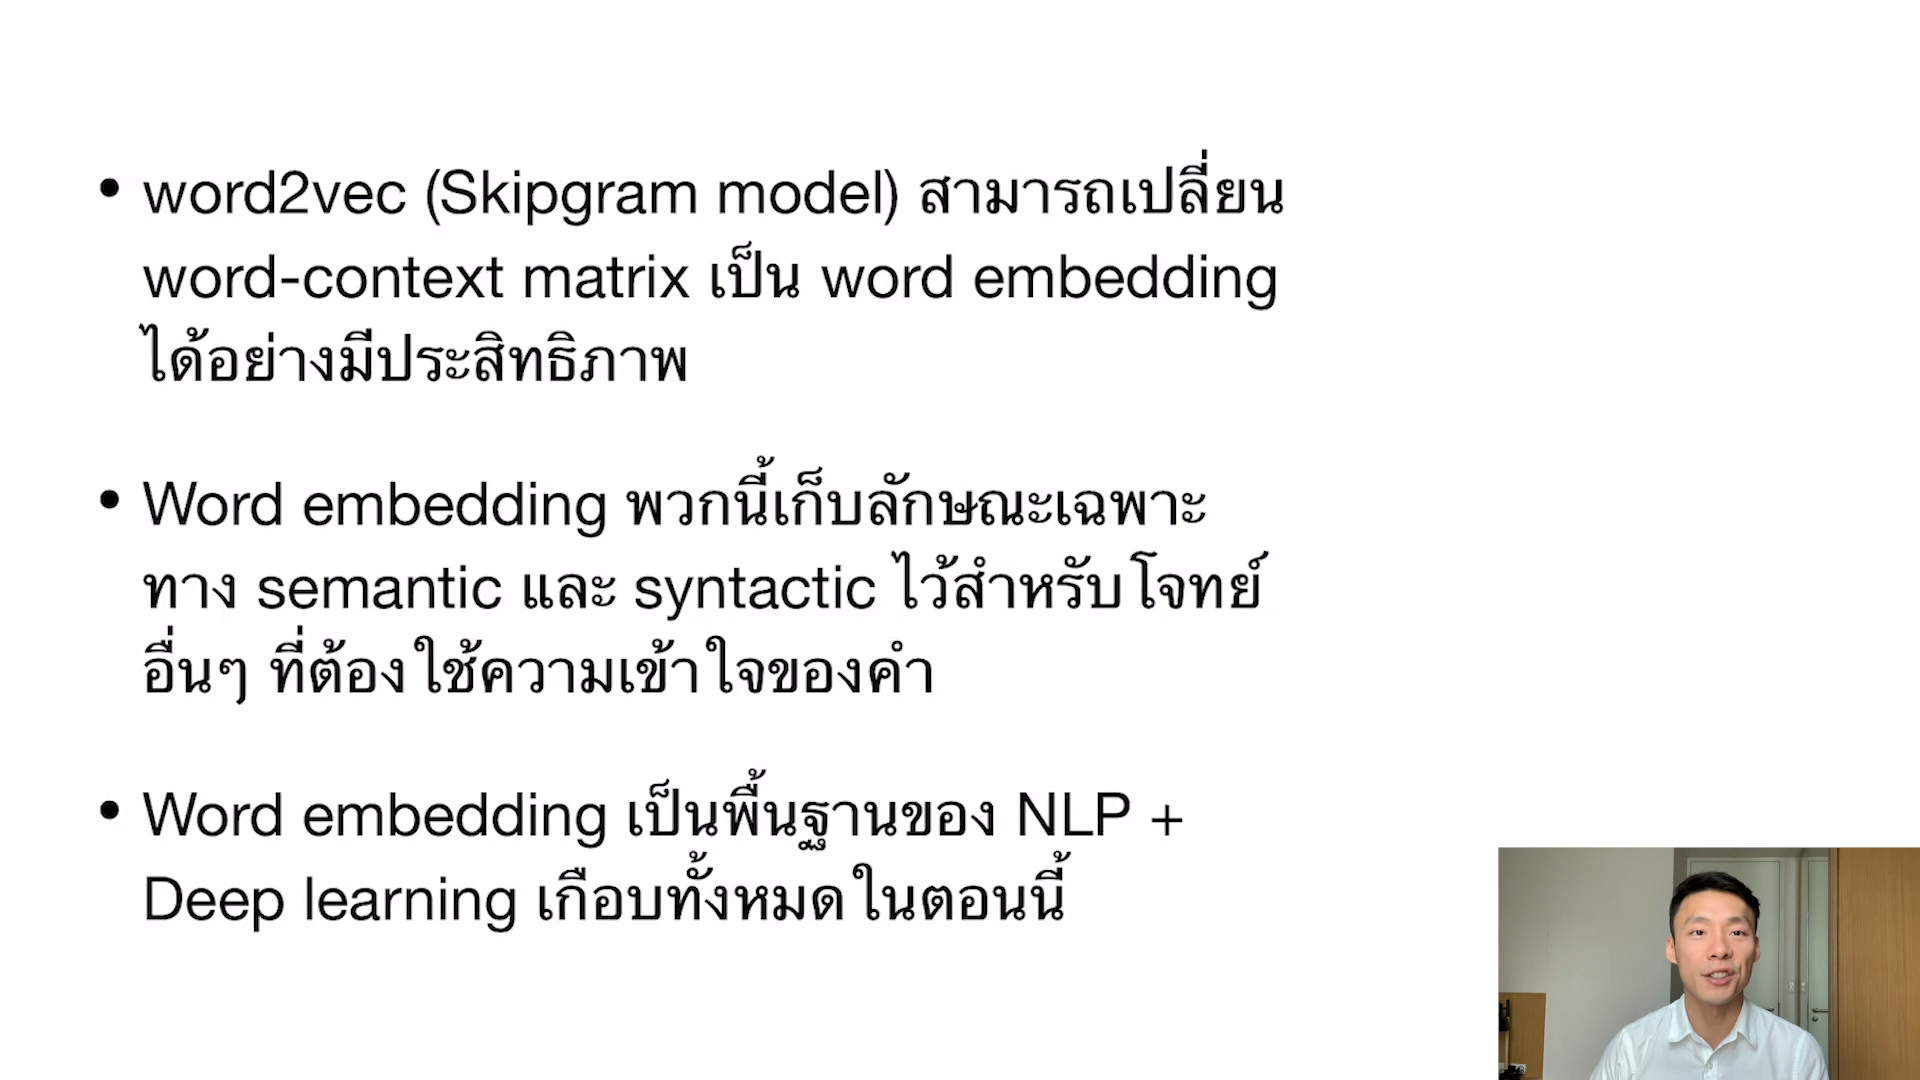 • word2vec (Skipgram model) สามารถเปลี่ยน
word-context matrix เป็น word embedding
ได้อย่างมีประสิทธิภาพ
• Word embedding พวกนี้เก็บลักษณะเฉพาะ
ทาง semantic และ syntactic ไว้สำหรับโจทย์
อื่นๆ ที่ต้องใช้ความเข้าใจของคำ
• Word embedding เป็นพื้นฐานของ NLP +
Deep learning เกือบทั้งหมดในตอนนี้